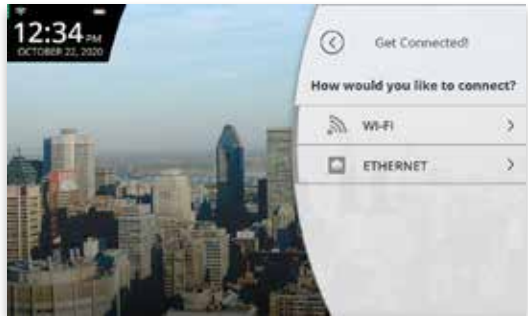 12:34 PM
OCTOBER 22, 2020
Get Connected!
How would you like to connect?
WI-FI
ETHERNET